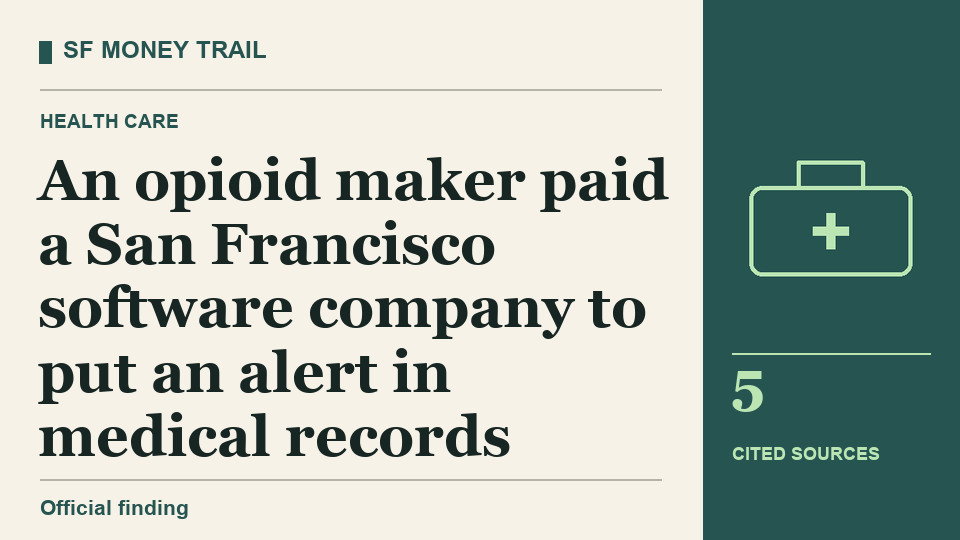 SF MONEY TRAIL
HEALTH CARE
An opioid maker paid
a San Francisco
software company to
put an alert in
medical records
Official finding
5
CITED SOURCES